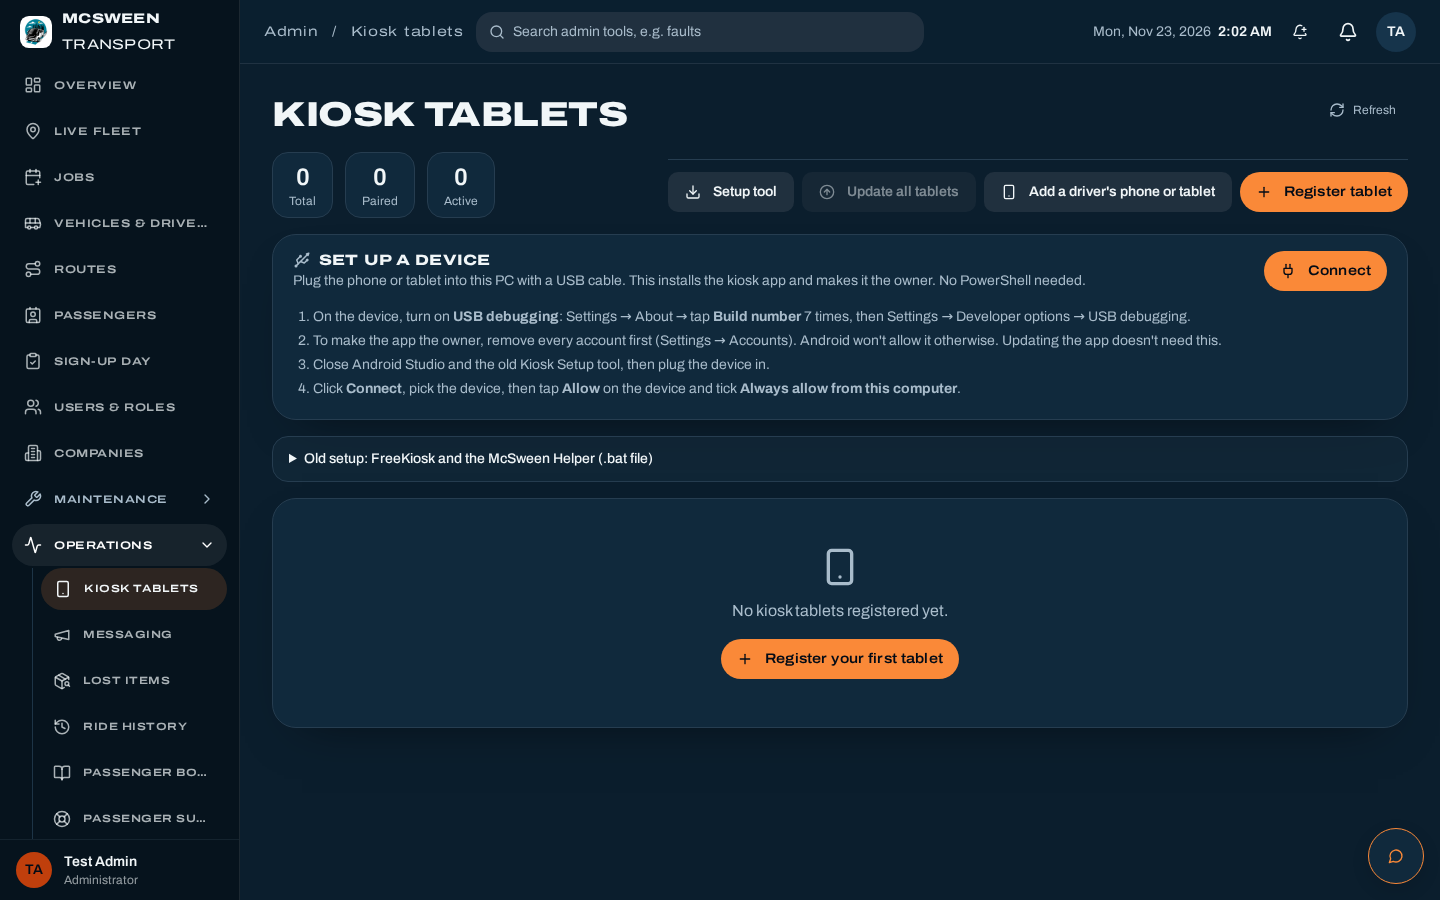 MCSWEEN
TRANSPORT
OVERVIEW
LIVE FLEET
JOBS
VEHICLES & DRIVE...
ROUTES
PASSENGERS
SIGN-UP DAY
USERS & ROLES
COMPANIES
MAINTENANCE
OPERATIONS
KIOSK TABLETS
MESSAGING
LOST ITEMS
RIDE HISTORY
PASSENGER BO...
PASSENGER SU...
TA
Test Admin
Administrator
Admin / Kiosk tablets
Search admin tools, e.g. faults
Mon, Nov 23, 2026 2:02 AM
TA
KIOSK TABLETS
Refresh
0
Total
0
Paired
0
Active
Setup tool
Update all tablets
Add a driver's phone or tablet
Register tablet
SET UP A DEVICE
Plug the phone or tablet into this PC with a USB cable. This installs the kiosk app and makes it the owner. No PowerShell needed.
Connect
1. On the device, turn on USB debugging: Settings → About → tap Build number 7 times, then Settings → Developer options → USB debugging.
2. To make the app the owner, remove every account first (Settings → Accounts). Android won't allow it otherwise. Updating the app doesn't need this.
3. Close Android Studio and the old Kiosk Setup tool, then plug the device in.
4. Click Connect, pick the device, then tap Allow on the device and tick Always allow from this computer.
Old setup: FreeKiosk and the McSween Helper (.bat file)
No kiosk tablets registered yet.
Register your first tablet